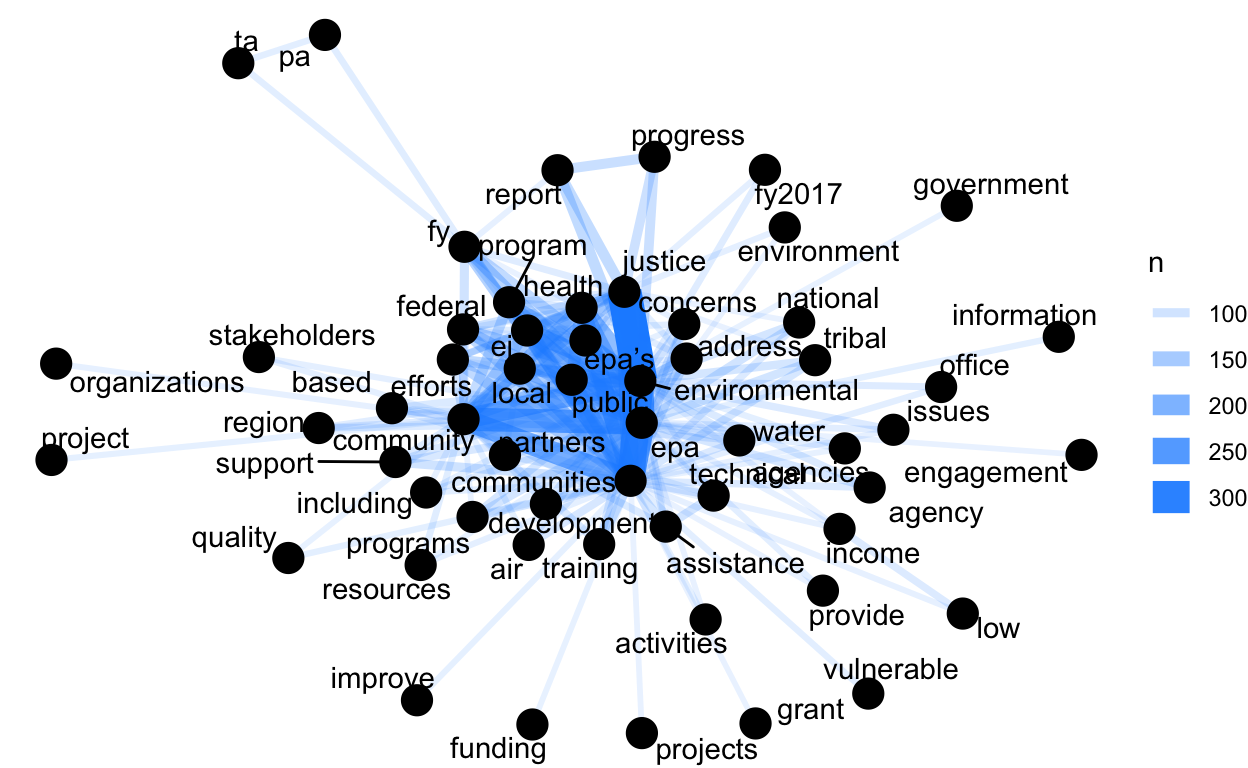 ta
pa
progress
report
fy2017
government
fy
program
environment
justice
n
health
concerns
national
federal
100
information
stakeholders
ej
epa's
address
tribal
150
office
organizations
based
efforts
local
public
environmental
200
region
issues
project
community
partners
water
epa
250
support
communities
technical
agencies
engagement
including
development
agency
300
quality
programs
air
training
assistance
income
resources
provide
activities
low
improve
vulnerable
grant
funding
projects